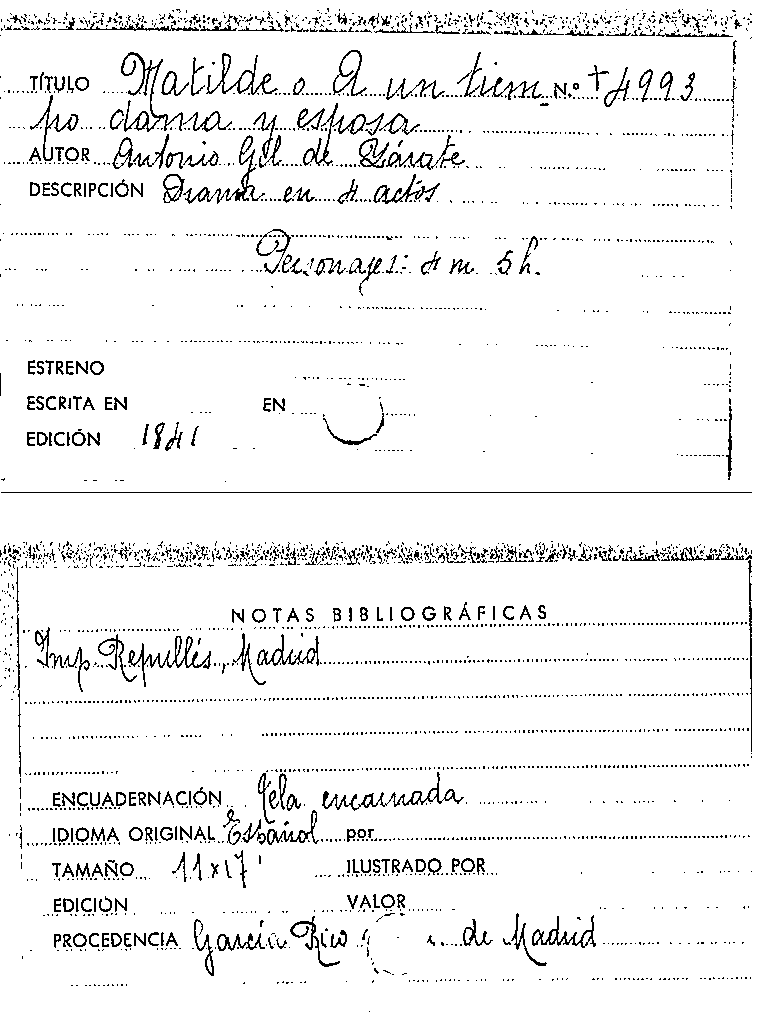 TÍTULO Matilde o A un tiem N.º † 4993
po dama y esposa
AUTOR Antonio Gil de Zárate
DESCRIPCIÓN Drama en 4 actos
Personajes: 4 m. 5 h.
ESTRENO
ESCRITA EN EN
EDICIÓN 1841
NOTAS BIBLIOGRÁFICAS
Imp. Repullés, Madrid
ENCUADERNACIÓN Tela encarnada
IDIOMA ORIGINAL Español por
TAMAÑO 11x17 ILUSTRADO POR
EDICIÓN VALOR
PROCEDENCIA García Rico de Madrid